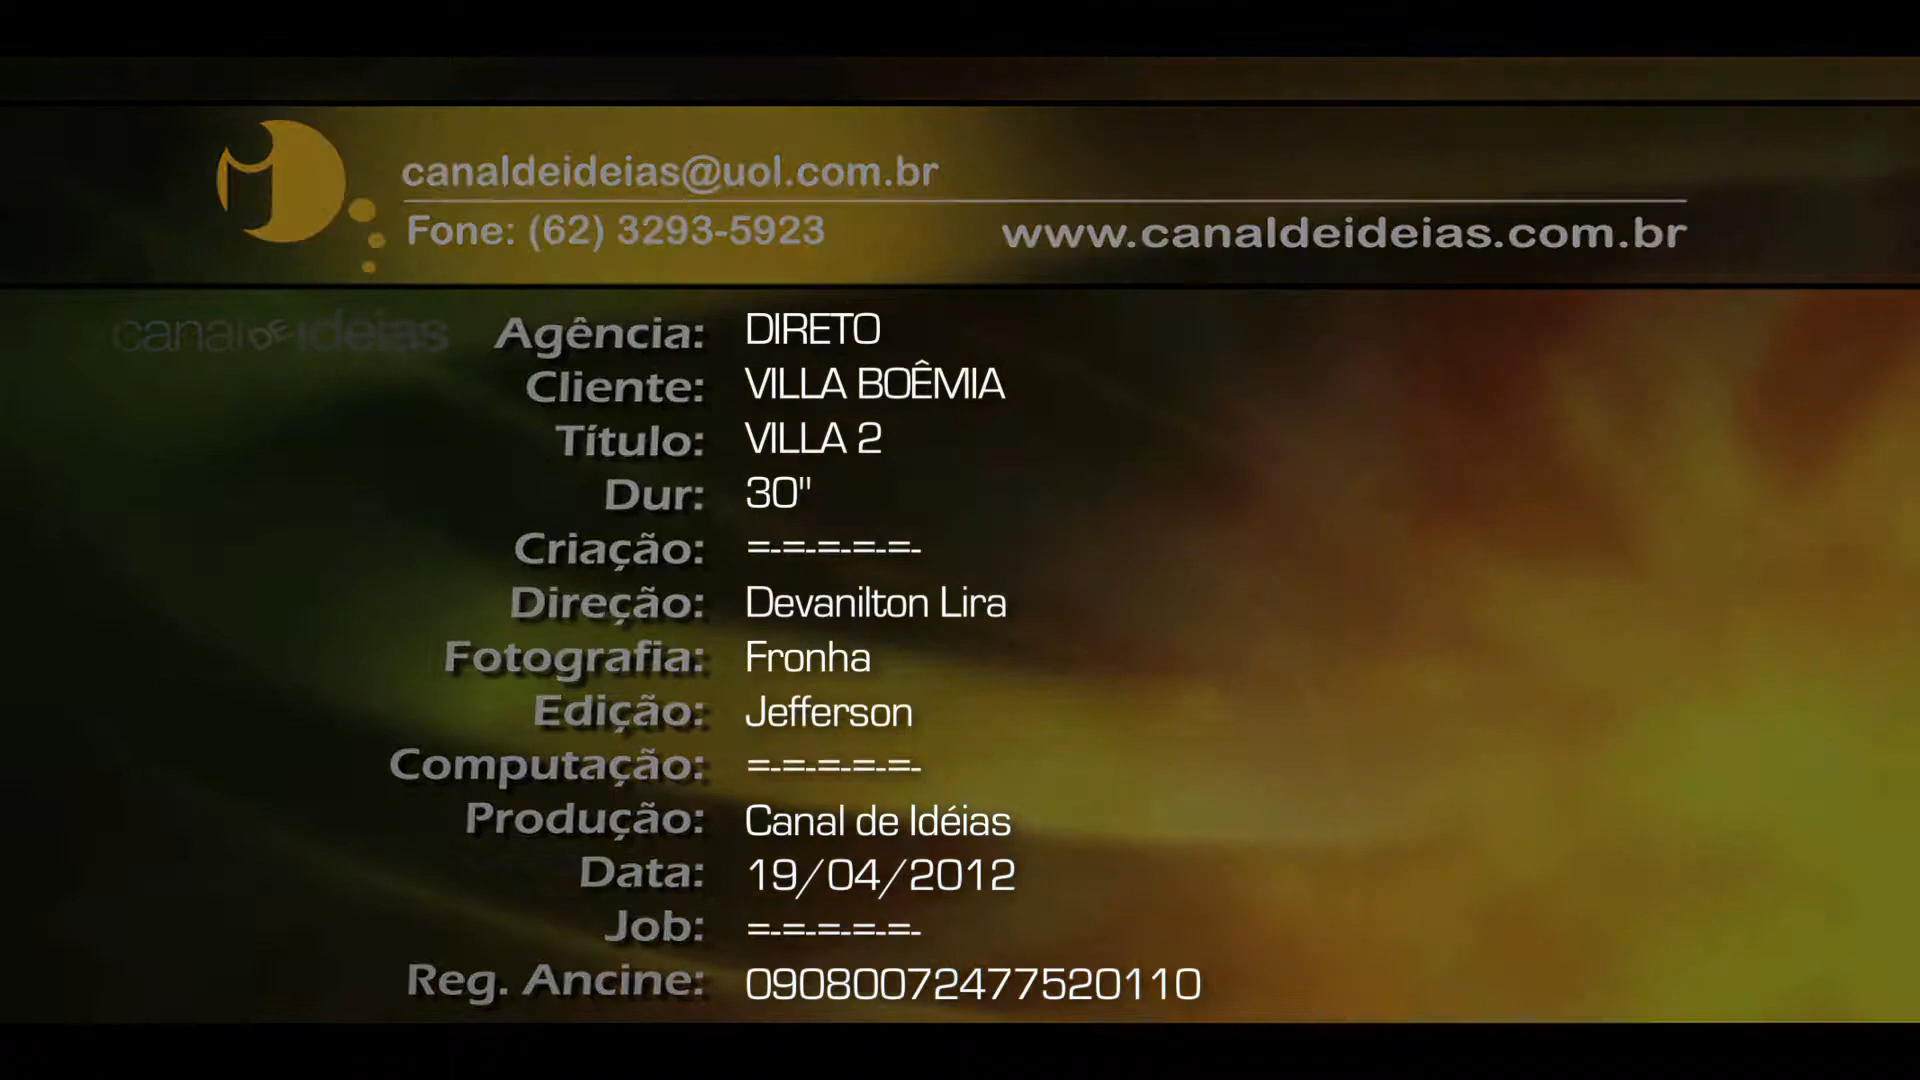 canaldeideias@uol.com.br
Fone: (62) 3293-5923
www.canaldeideias.com.br
canal DE ideias
Agência: DIRETO
Cliente: VILLA BOÊMIA
Título: VILLA 2
Dur: 30"
Criação: =-=-=-=-=-
Direção: Devanilton Lira
Fotografia: Fronha
Edição: Jefferson
Computação: =-=-=-=-=-
Produção: Canal de Idéias
Data: 19/04/2012
Job: =-=-=-=-=-
Reg. Ancine: 09080072477520110